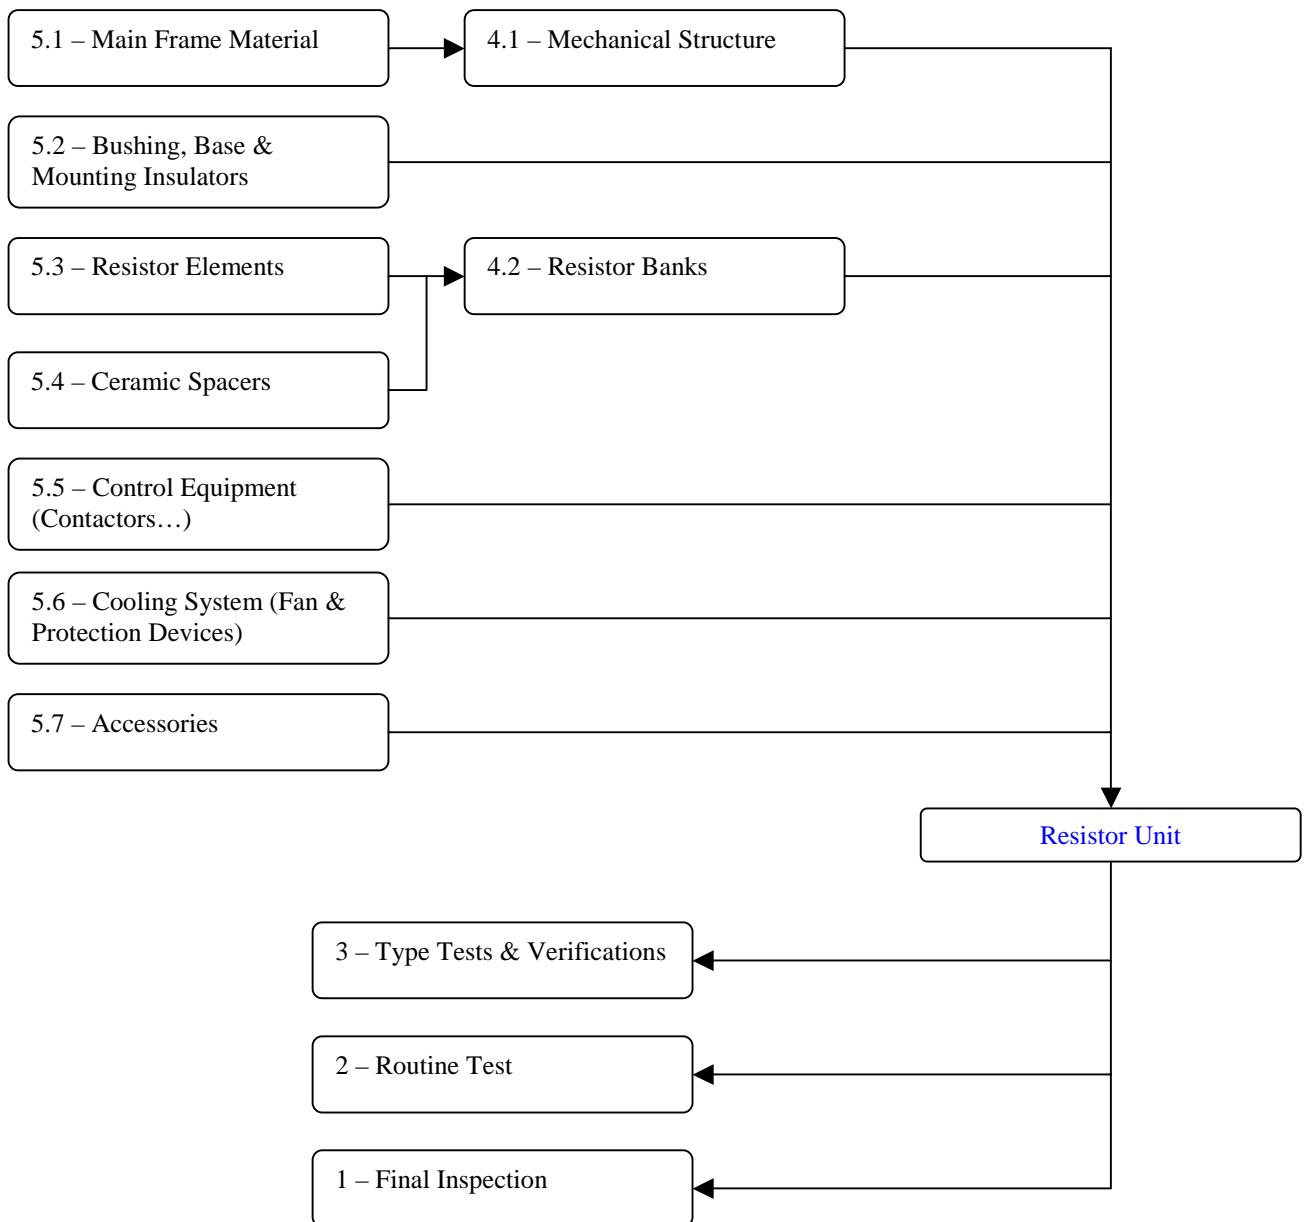 5.1 – Main Frame Material
4.1 – Mechanical Structure
5.2 – Bushing, Base &
Mounting Insulators
5.3 – Resistor Elements
4.2 – Resistor Banks
5.4 – Ceramic Spacers
5.5 – Control Equipment
(Contactors…)
5.6 – Cooling System (Fan &
Protection Devices)
5.7 – Accessories
Resistor Unit
3 – Type Tests & Verifications
2 – Routine Test
1 – Final Inspection